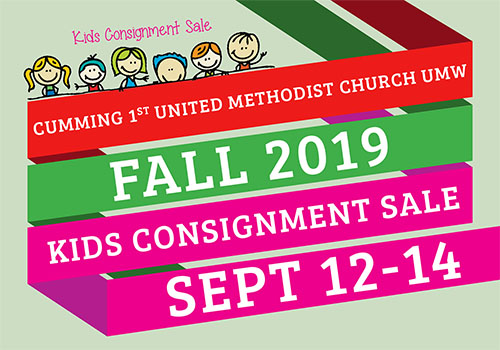 Kids Consignment Sale
CUMMING 1ST UNITED METHODIST CHURCH UMW
FALL 2019
KIDS CONSIGNMENT SALE
SEPT 12-14